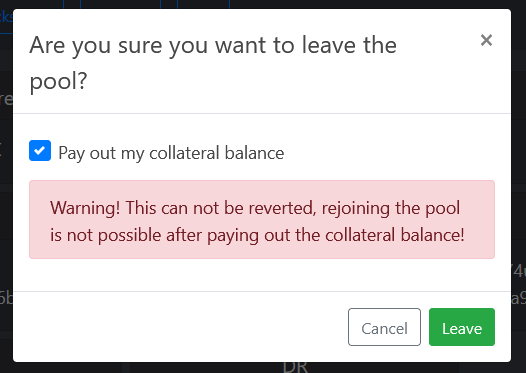 Are you sure you want to leave the
pool?
×
Pay out my collateral balance
Warning! This can not be reverted, rejoining the pool
is not possible after paying out the collateral balance!
Cancel
Leave
DR